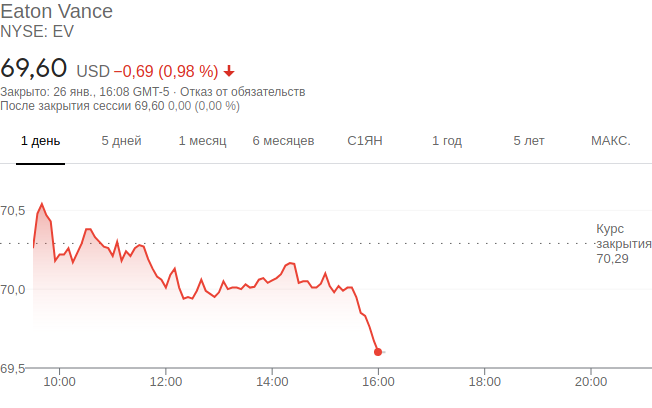 Eaton Vance
NYSE: EV
69,60 USD −0,69 (0,98 %)
Закрыто: 26 янв., 16:08 GMT-5 · Отказ от обязательств
После закрытия сессии 69,60 0,00 (0,00 %)
1 день 5 дней 1 месяц 6 месяцев С1ЯН 1 год 5 лет МАКС.
70,5
Курс
закрытия
70,29
70,0
69,5
10:00 12:00 14:00 16:00 18:00 20:00